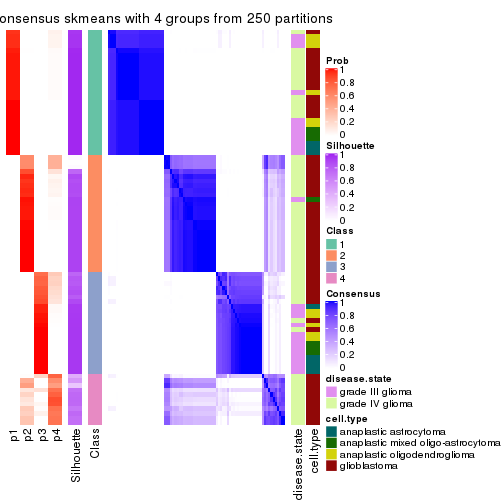 onsensus skmeans with 4 groups from 250 partitions
Prob
1
0.8
0.6
0.4
0.2
0
Silhouette
1
0.8
0.6
0.4
0.2
0
Class
1
2
3
4
Consensus
1
0.8
0.6
0.4
0.2
0
disease.state
grade III glioma
grade IV glioma
cell.type
anaplastic astrocytoma
anaplastic mixed oligo-astrocytoma
anaplastic oligodendroglioma
glioblastoma
p1
p2
p3
p4
Silhouette
Class
disease.state
cell.type